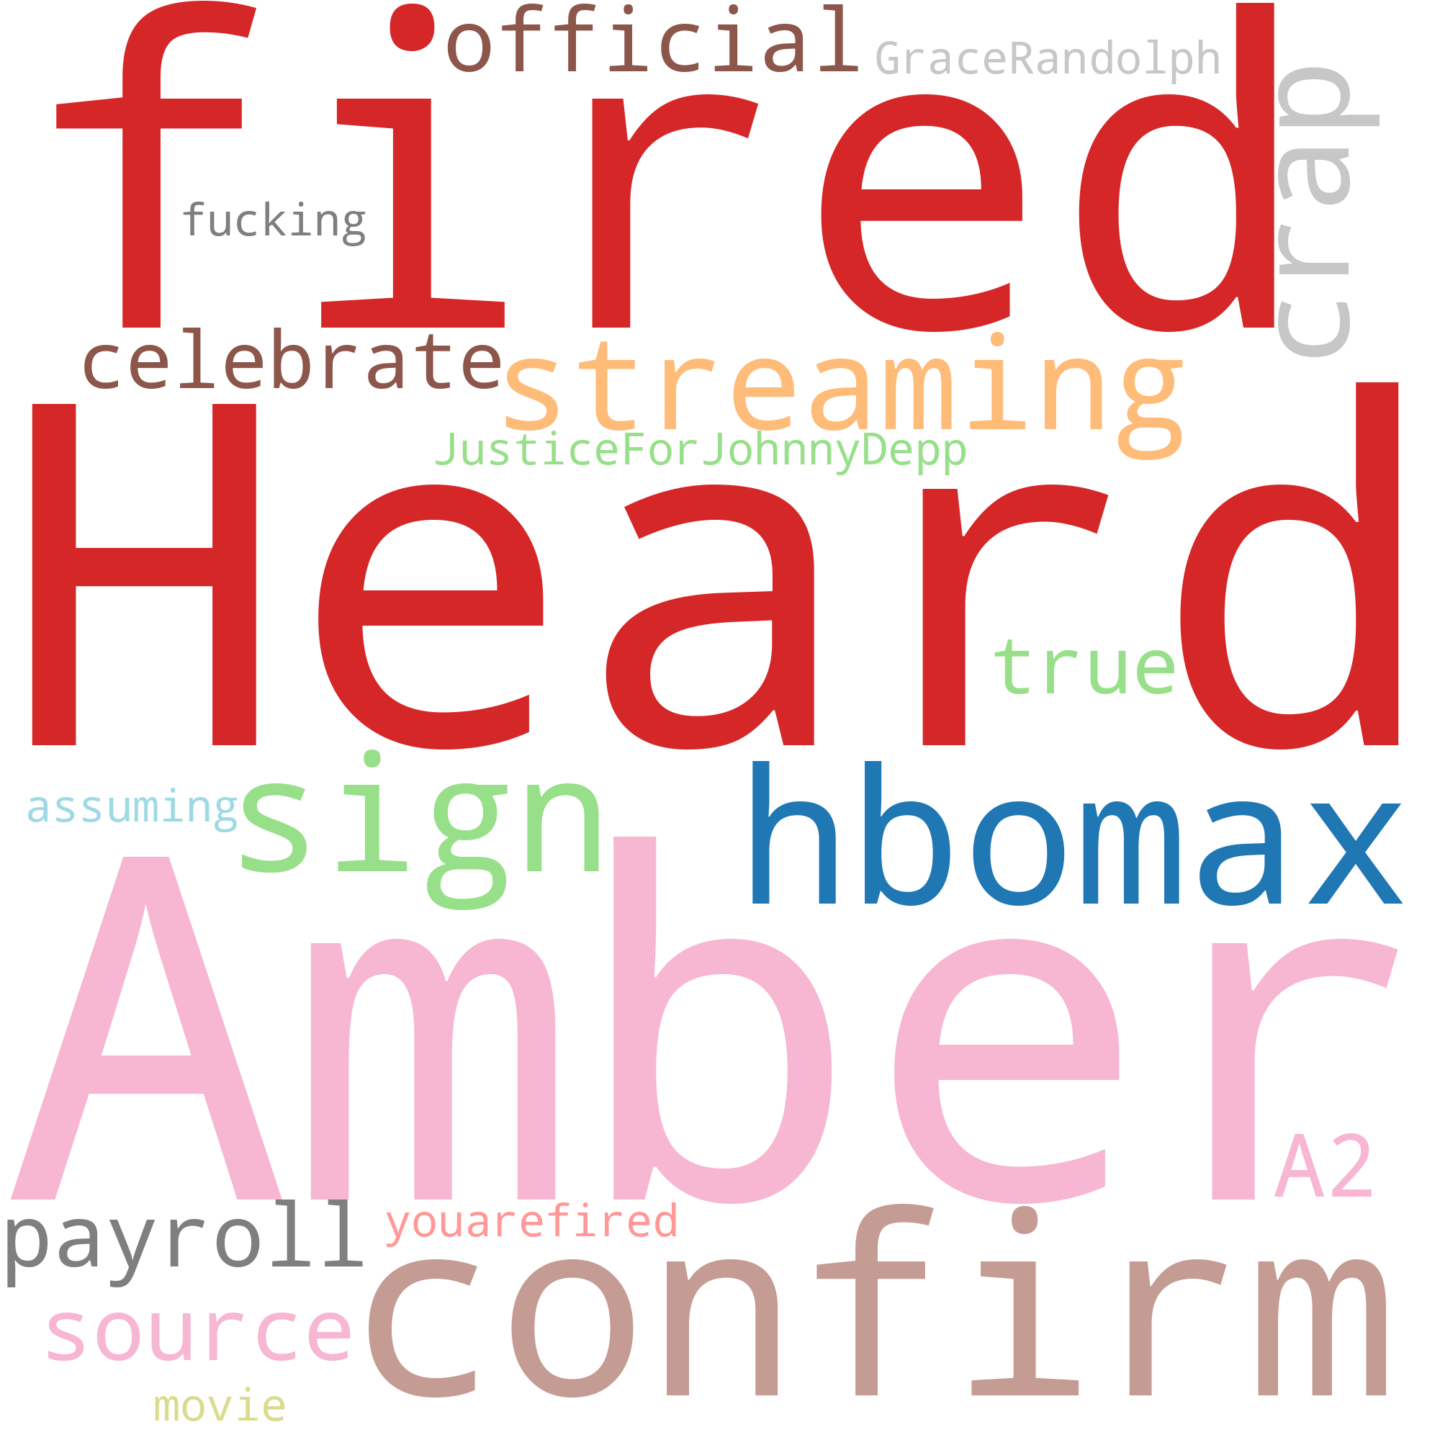 official
GraceRandolph
fired
crap
fucking
celebrate
streaming
JusticeForJohnnyDepp
Heard
true
sign
hbomax
assuming
Amber
A2
payroll
youarefired
confirm
source
movie